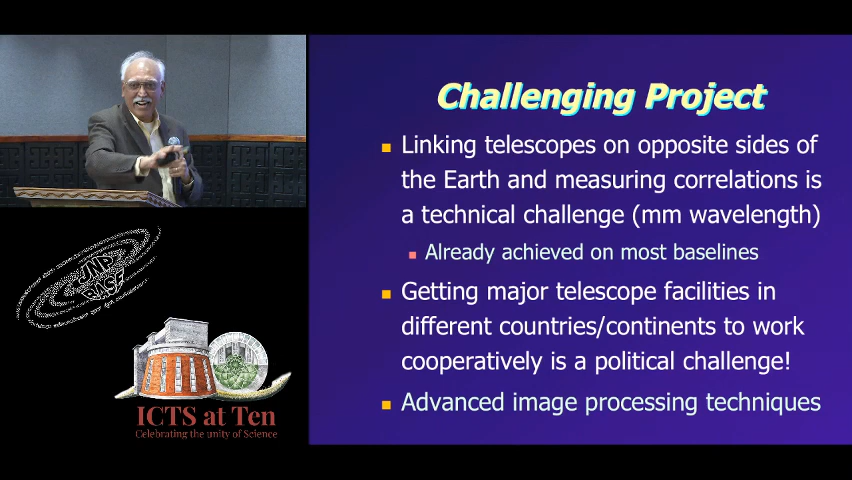 Challenging Project
Linking telescopes on opposite sides of
the Earth and measuring correlations is
a technical challenge (mm wavelength)
Already achieved on most baselines
Getting major telescope facilities in
different countries/continents to work
cooperatively is a political challenge!
Advanced image processing techniques
JNP
BASE
ICTS at Ten
Celebrating the unity of Science